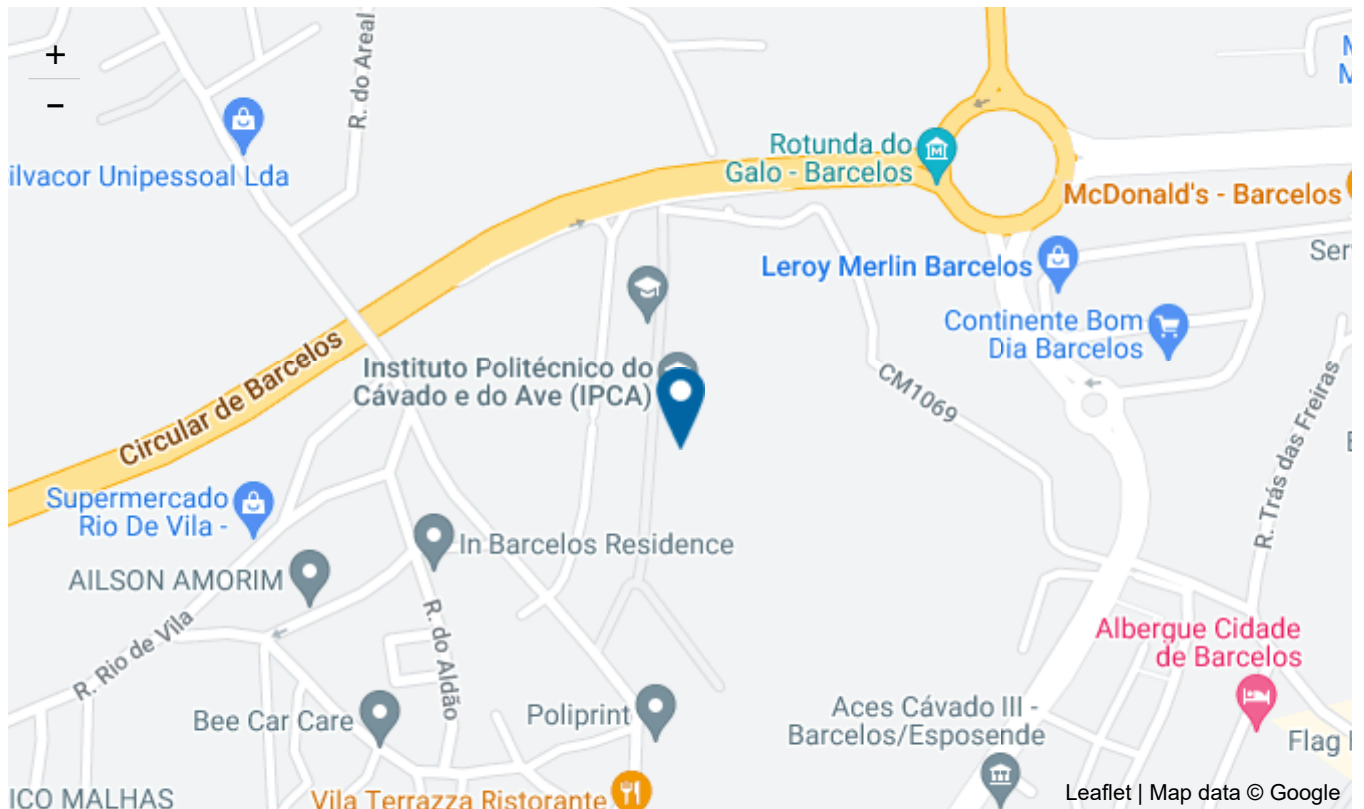 +
−
R. do Areal
ilvacor Unipessoal Lda
Rotunda do
Galo - Barcelos
McDonald's - Barcelos
Ser
Leroy Merlin Barcelos
Continente Bom
Dia Barcelos
Circular de Barcelos
Instituto Politécnico do
Cávado e do Ave (IPCA)
CM1069
R. Trás das Freiras
Supermercado
Rio De Vila -
In Barcelos Residence
AILSON AMORIM
R. Rio de Vila
R. do Aldão
Albergue Cidade
de Barcelos
Bee Car Care
Poliprint
Aces Cávado III -
Barcelos/Esposende
Flag
ICO MALHAS
Vila Terrazza Ristorante
Leaflet | Map data © Google